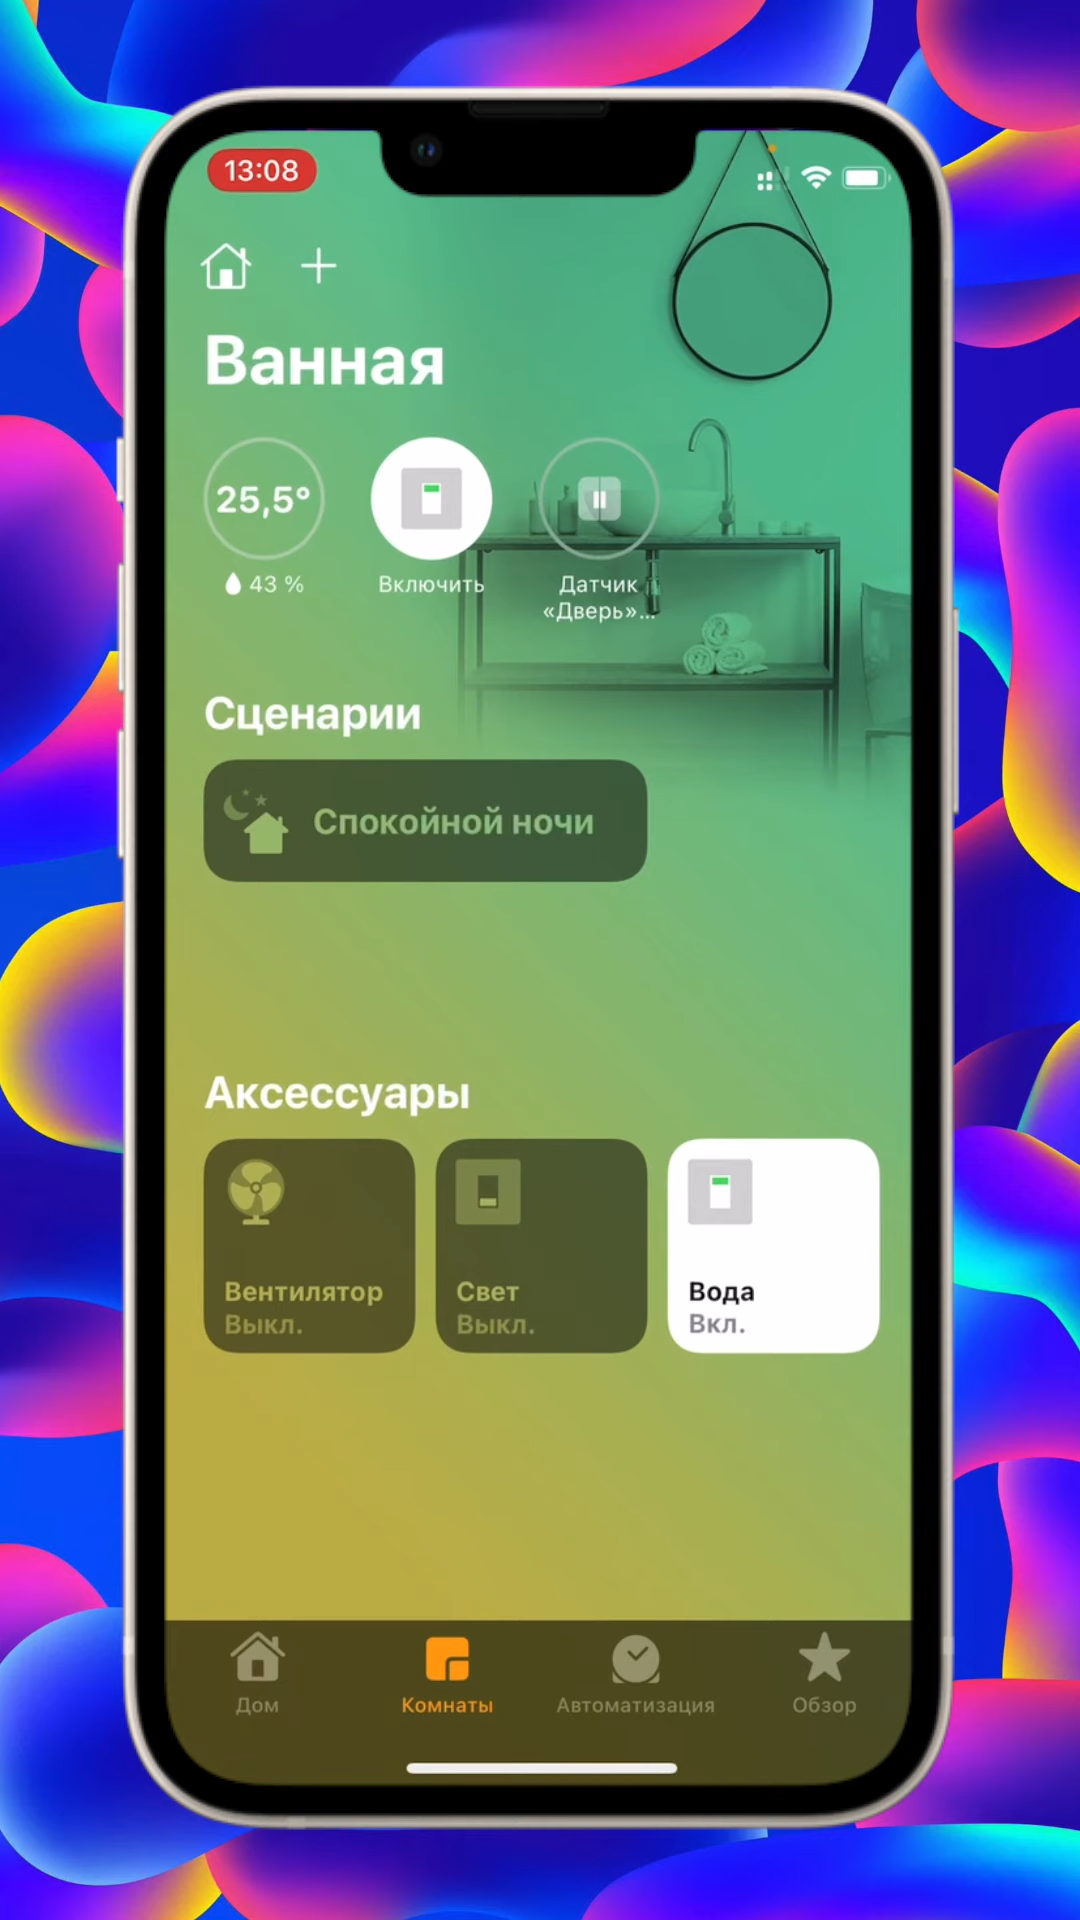 13:08
Ванная
25,5°
43 %
Включить
Датчик
«Дверь»...
Сценарии
Спокойной ночи
Аксессуары
Вентилятор
Выкл.
Свет
Выкл.
Вода
Вкл.
Дом
Комнаты
Автоматизация
Обзор